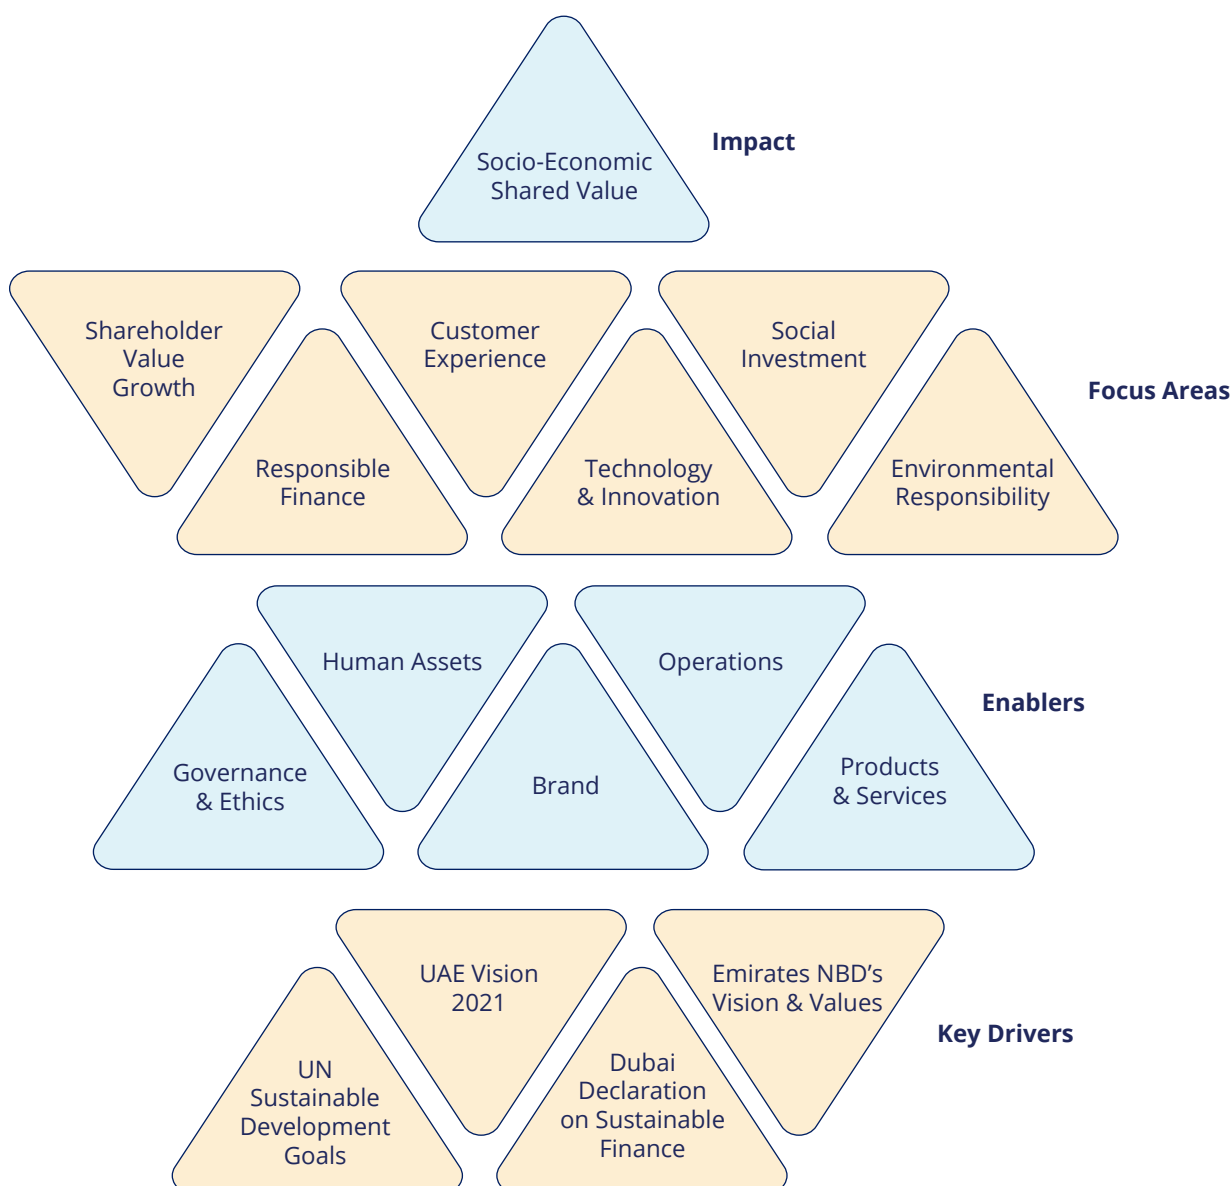 Socio-Economic
Shared Value
Impact
Shareholder
Value
Growth
Responsible
Finance
Customer
Experience
Technology
& Innovation
Social
Investment
Environmental
Responsibility
Focus Areas
Governance
& Ethics
Human Assets
Brand
Operations
Products
& Services
Enablers
UN
Sustainable
Development
Goals
UAE Vision
2021
Dubai
Declaration
on Sustainable
Finance
Emirates NBD’s
Vision & Values
Key Drivers